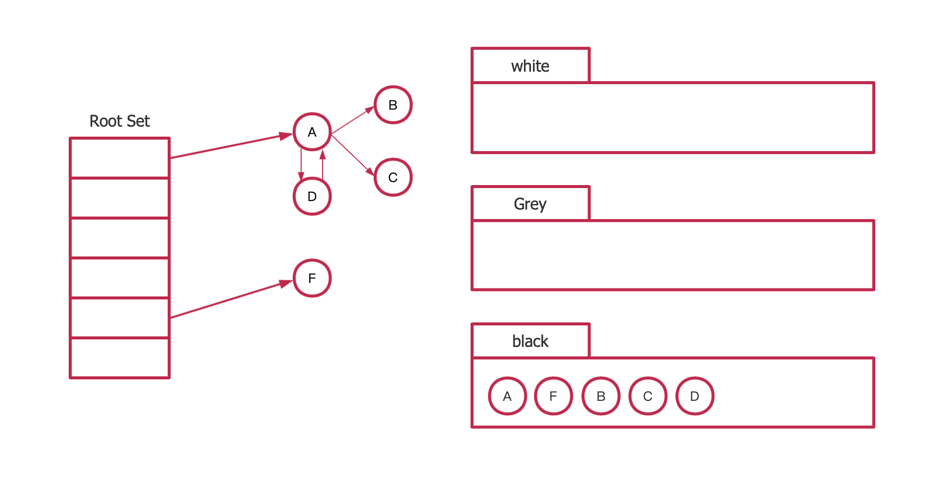 Root Set
A
B
C
D
F
white
Grey
black
A F B C D